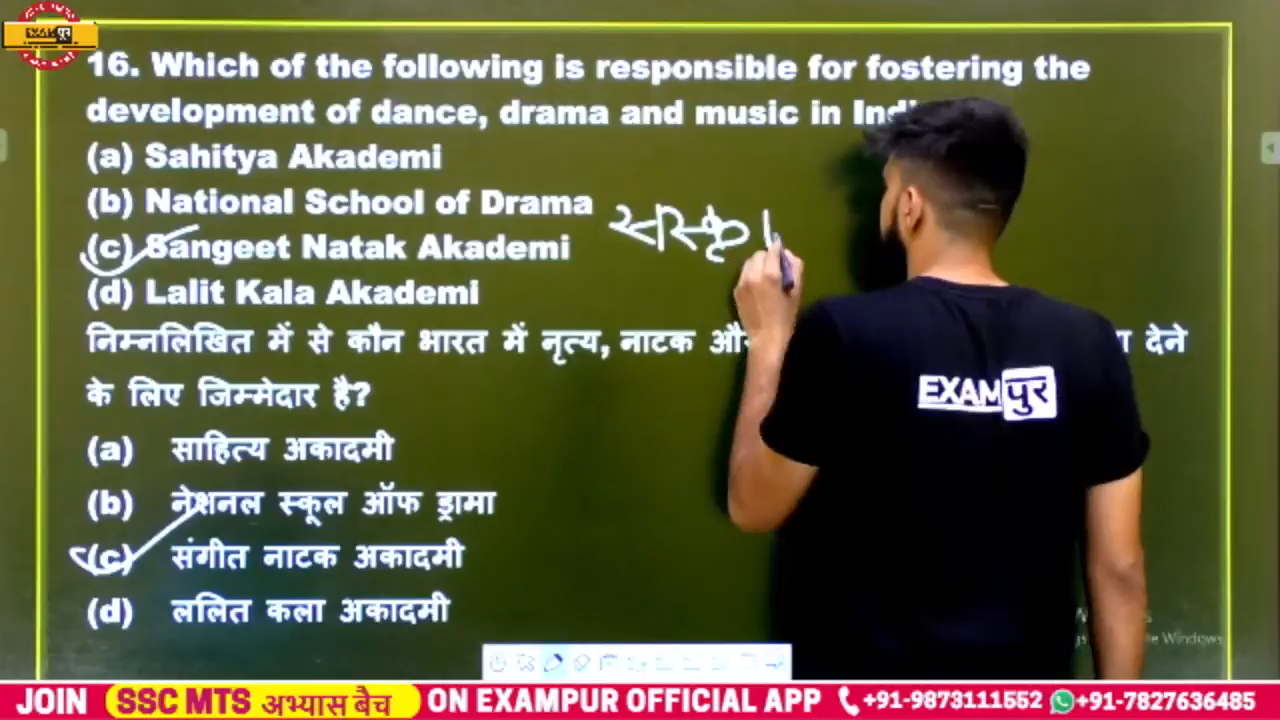 EXAMपुर
16. Which of the following is responsible for fostering the
development of dance, drama and music in
(a) Sahitya Akademi
(b) National School of Drama
(c) Sangeet Natak Akademi
(d) Lalit Kala Akademi
निम्नलिखित में से कौन भारत में नृत्य, नाटक देने
के लिए जिम्मेदार है?
(a) साहित्य अकादमी
(b) नेशनल स्कूल ऑफ ड्रामा
(c) संगीत नाटक अकादमी
(d) ललित कला अकादमी
EXAMपुर
Windows
JOIN SSC MTS अभ्यास बैच ON EXAMPUR OFFICIAL APP +91-9873111552 +91-7827636485